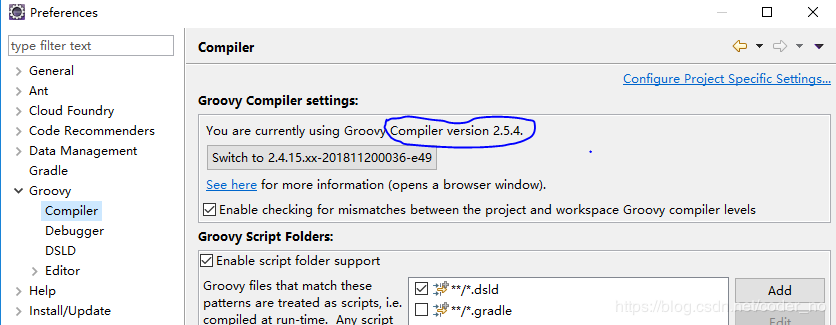 Preferences
type filter text
General
Ant
Cloud Foundry
Code Recommenders
Data Management
Gradle
Groovy
Compiler
Debugger
DSLD
Editor
Help
Install/Update
Compiler
Configure Project Specific Settings...
Groovy Compiler settings:
You are currently using Groovy Compiler version 2.5.4.
Switch to 2.4.15.xx-201811200036-e49
See here for more information (opens a browser window).
Enable checking for mismatches between the project and workspace Groovy compiler levels
Groovy Script Folders:
Enable script folder support
Groovy files that match these
patterns are treated as scripts, i.e.
compiled at run-time. Any script
**/*.dsld
**/*.gradle
Add
Edit
https://blog.csdn.net/coder_no